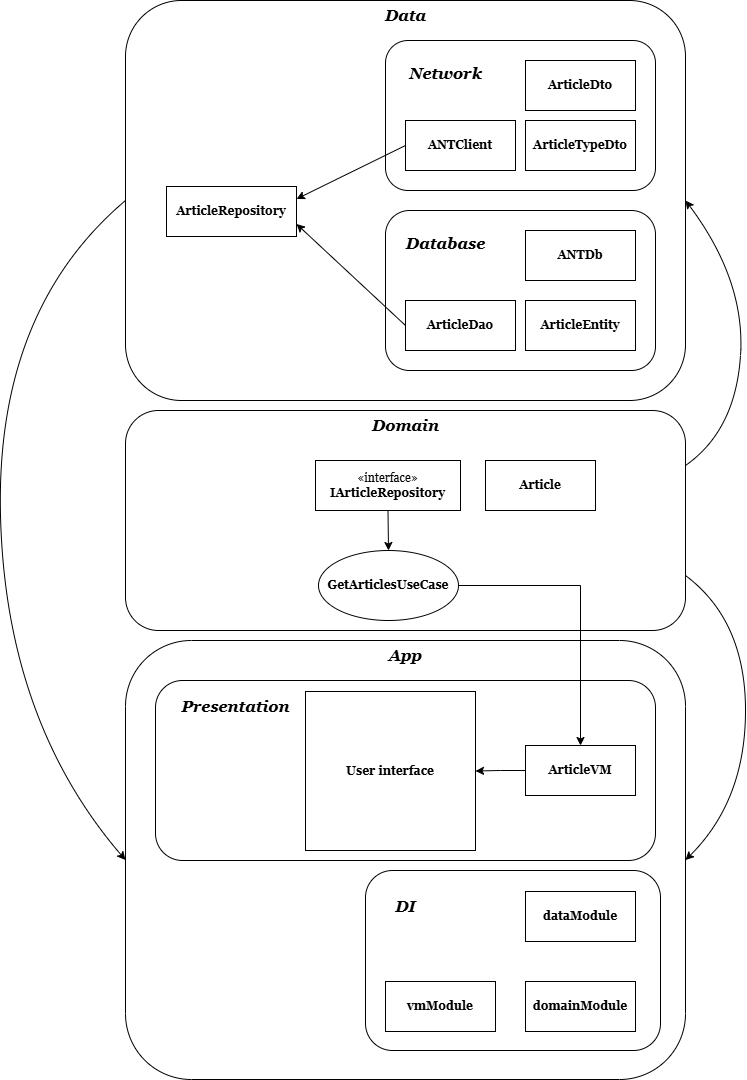 Data
Network
ArticleDto
ANTClient
ArticleTypeDto
ArticleRepository
Database
ANTDb
ArticleDao
ArticleEntity
Domain
«interface»
IArticleRepository
Article
GetArticlesUseCase
App
Presentation
User interface
ArticleVM
DI
dataModule
vmModule
domainModule